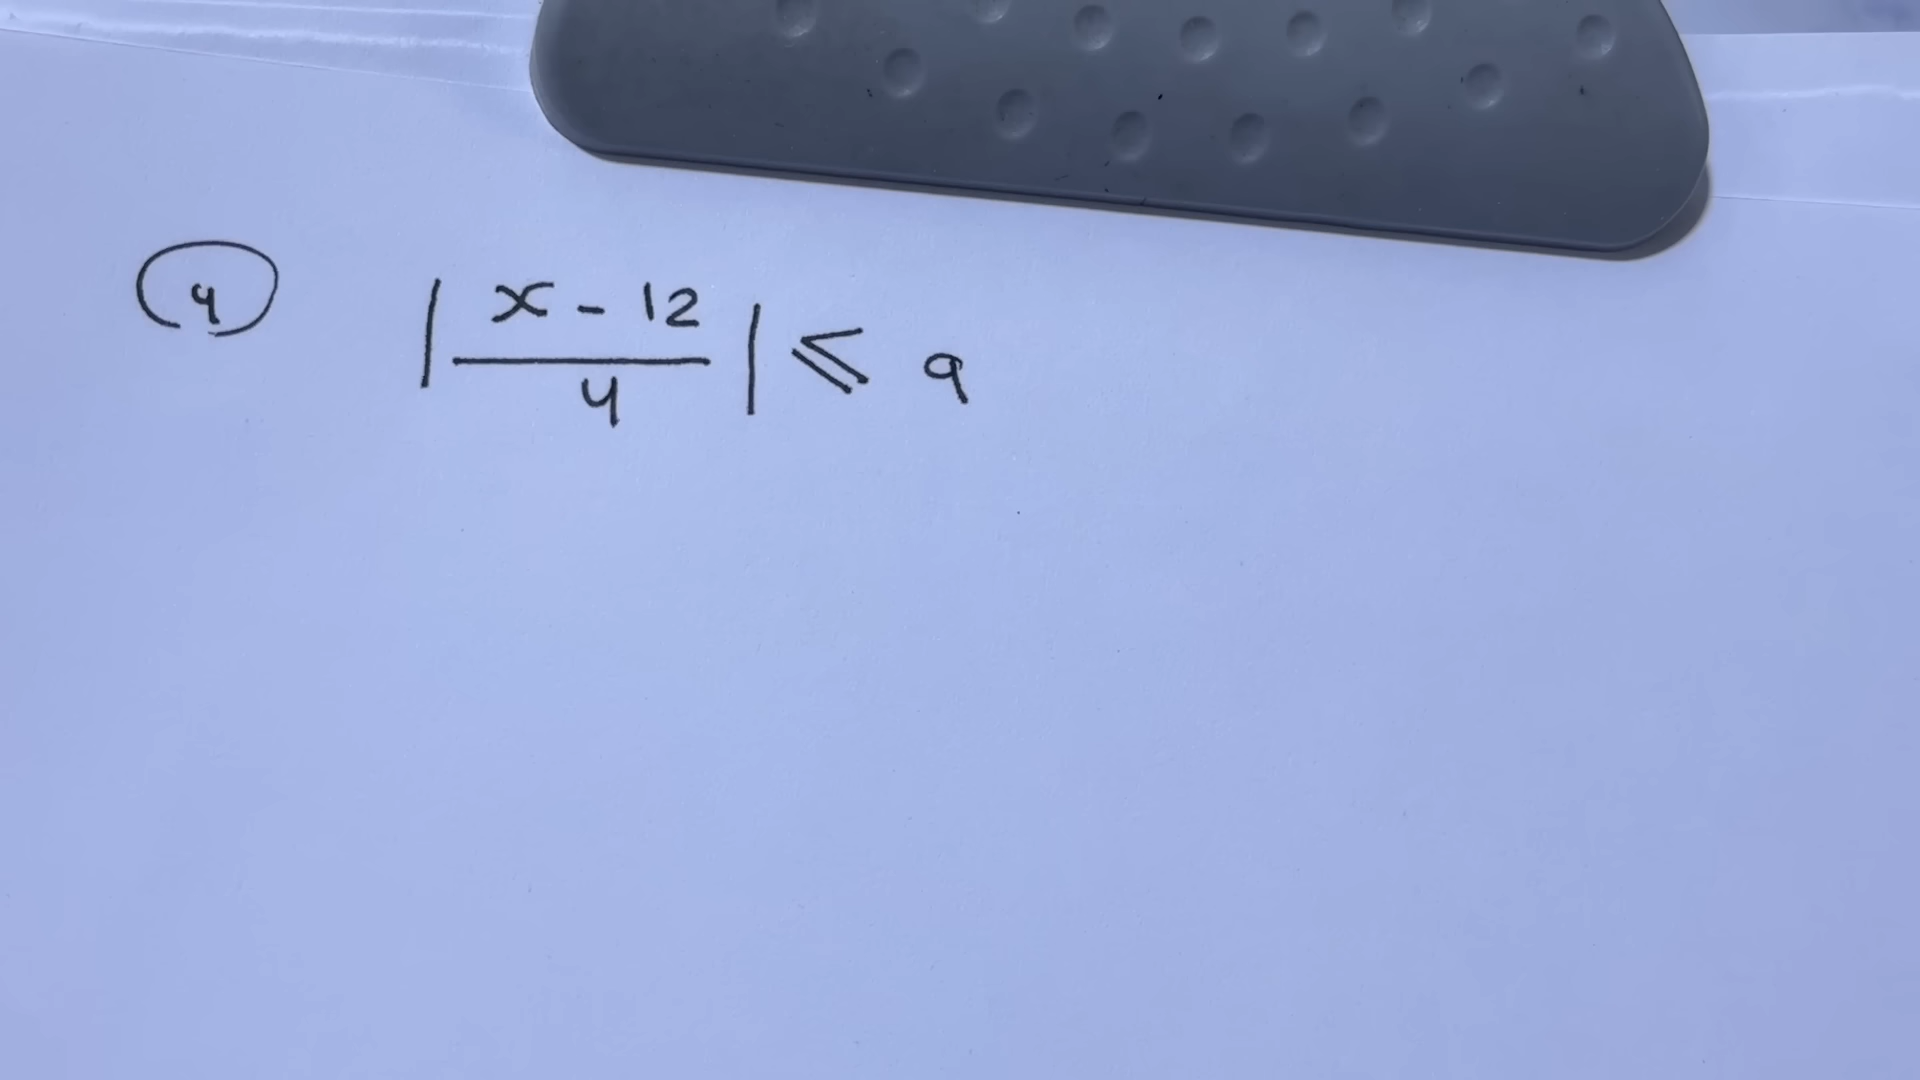 ④ |(x - 12)/4| ⩽ 9